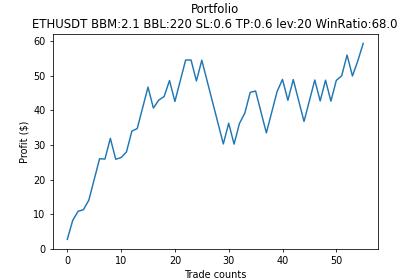 Portfolio
ETHUSDT BBM:2.1 BBL:220 SL:0.6 TP:0.6 lev:20 WinRatio:68.0
60
50
40
30
20
10
0
Profit ($)
0 10 20 30 40 50
Trade counts